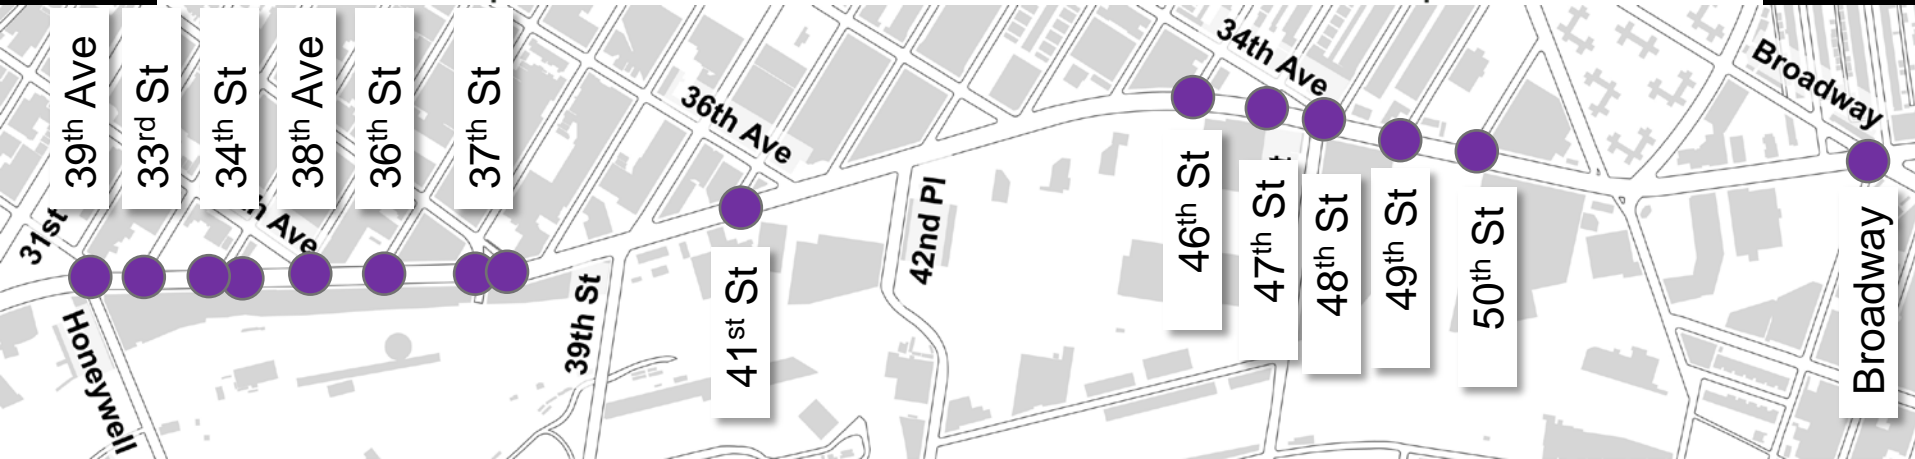 39th Ave
33rd St
34th St
38th Ave
36th St
37th St
36th Ave
34th Ave
Broadway
31st
Ave
Honeywell
39th St
41st St
42nd Pl
46th St
47th St
48th St
49th St
50th St
Broadway